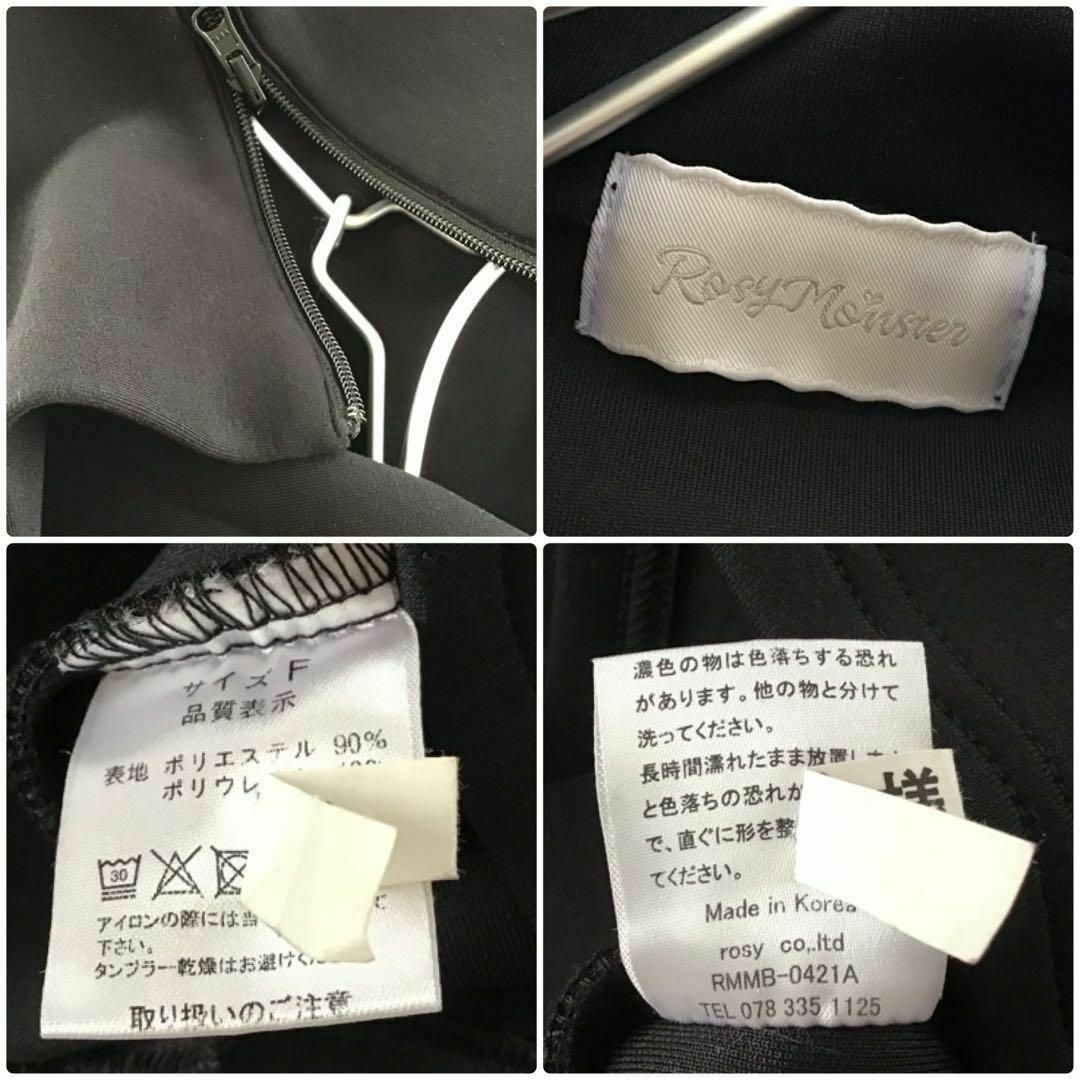 RosyMonster
サイズ F
品質表示
表地 ポリエステル 90%
ポリウレ
30
アイロンの際には当
下さい。
タンブラー乾燥はお避けく
取り扱いのご注意
濃色の物は色落ちする恐れ
があります。他の物と分けて
洗ってください。
長時間濡れたまま放置しま
と色落ちの恐れが
で、直ぐに形を整
てください。
様
Made in Korea
rosy co,.ltd
RMMB-0421A
TEL 078 335 1125